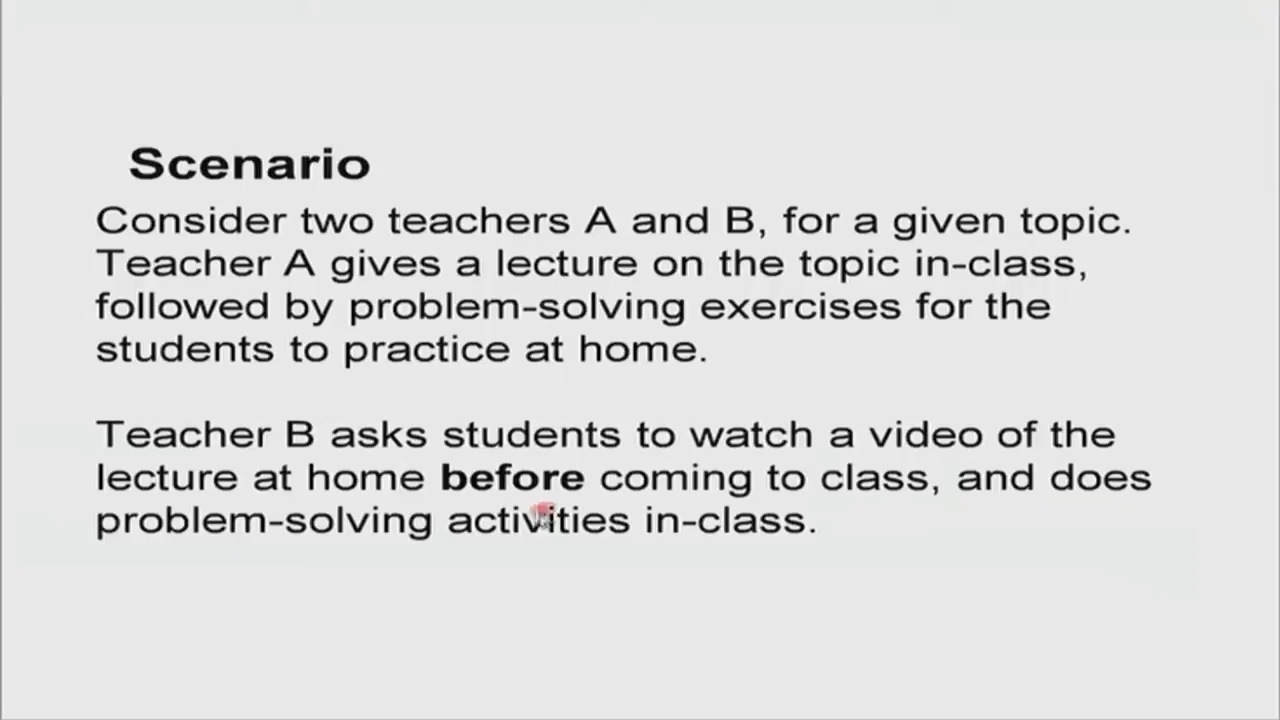 Scenario
Consider two teachers A and B, for a given topic.
Teacher A gives a lecture on the topic in-class,
followed by problem-solving exercises for the
students to practice at home.
Teacher B asks students to watch a video of the
lecture at home before coming to class, and does
problem-solving activities in-class.